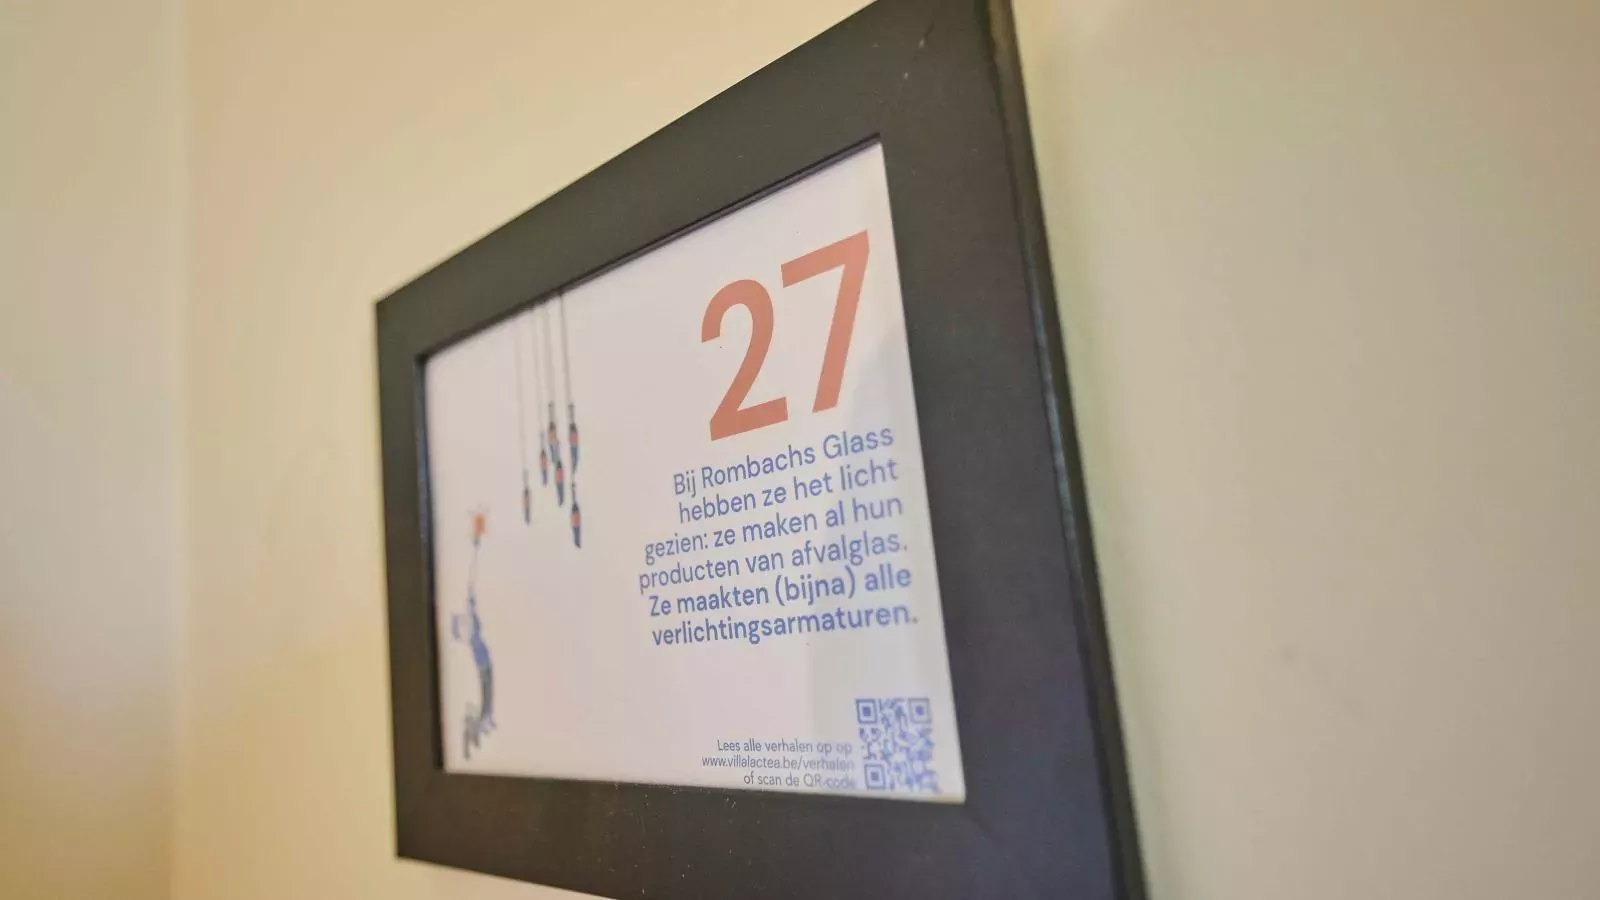 27
Bij Rombachs Glass
hebben ze het licht
gezien: ze maken al hun
producten van afvalglas.
Ze maakten (bijna) alle
verlichtingsarmaturen.
Lees alle verhalen op op
www.villalactea.be/verhalen
of scan de QR-code